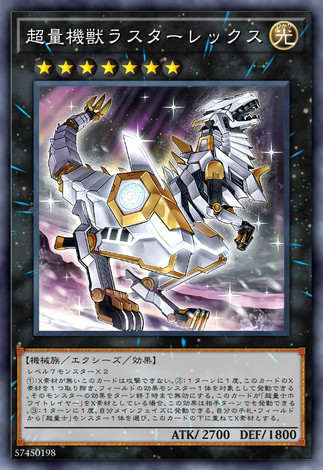 超量機獣ラスターレックス
光
【機械族／エクシーズ／効果】
レベル7モンスター×2
①：X素材が無いこのカードは攻撃できない。②：1ターンに1度、このカードのX
素材を1つ取り除き、フィールドの効果モンスター1体を対象として発動できる。
そのモンスターの効果をターン終了時まで無効にする。このカードが「超量士ホワ
イトレイヤー」をX素材としている場合、この効果は相手ターンでも発動できる。
③：1ターンに1度、自分メインフェイズに発動できる。自分の手札・フィールド
から「超量士」モンスター1体を選び、このカードの下に重ねてX素材とする。
ATK/ 2700 DEF/1800
57450198